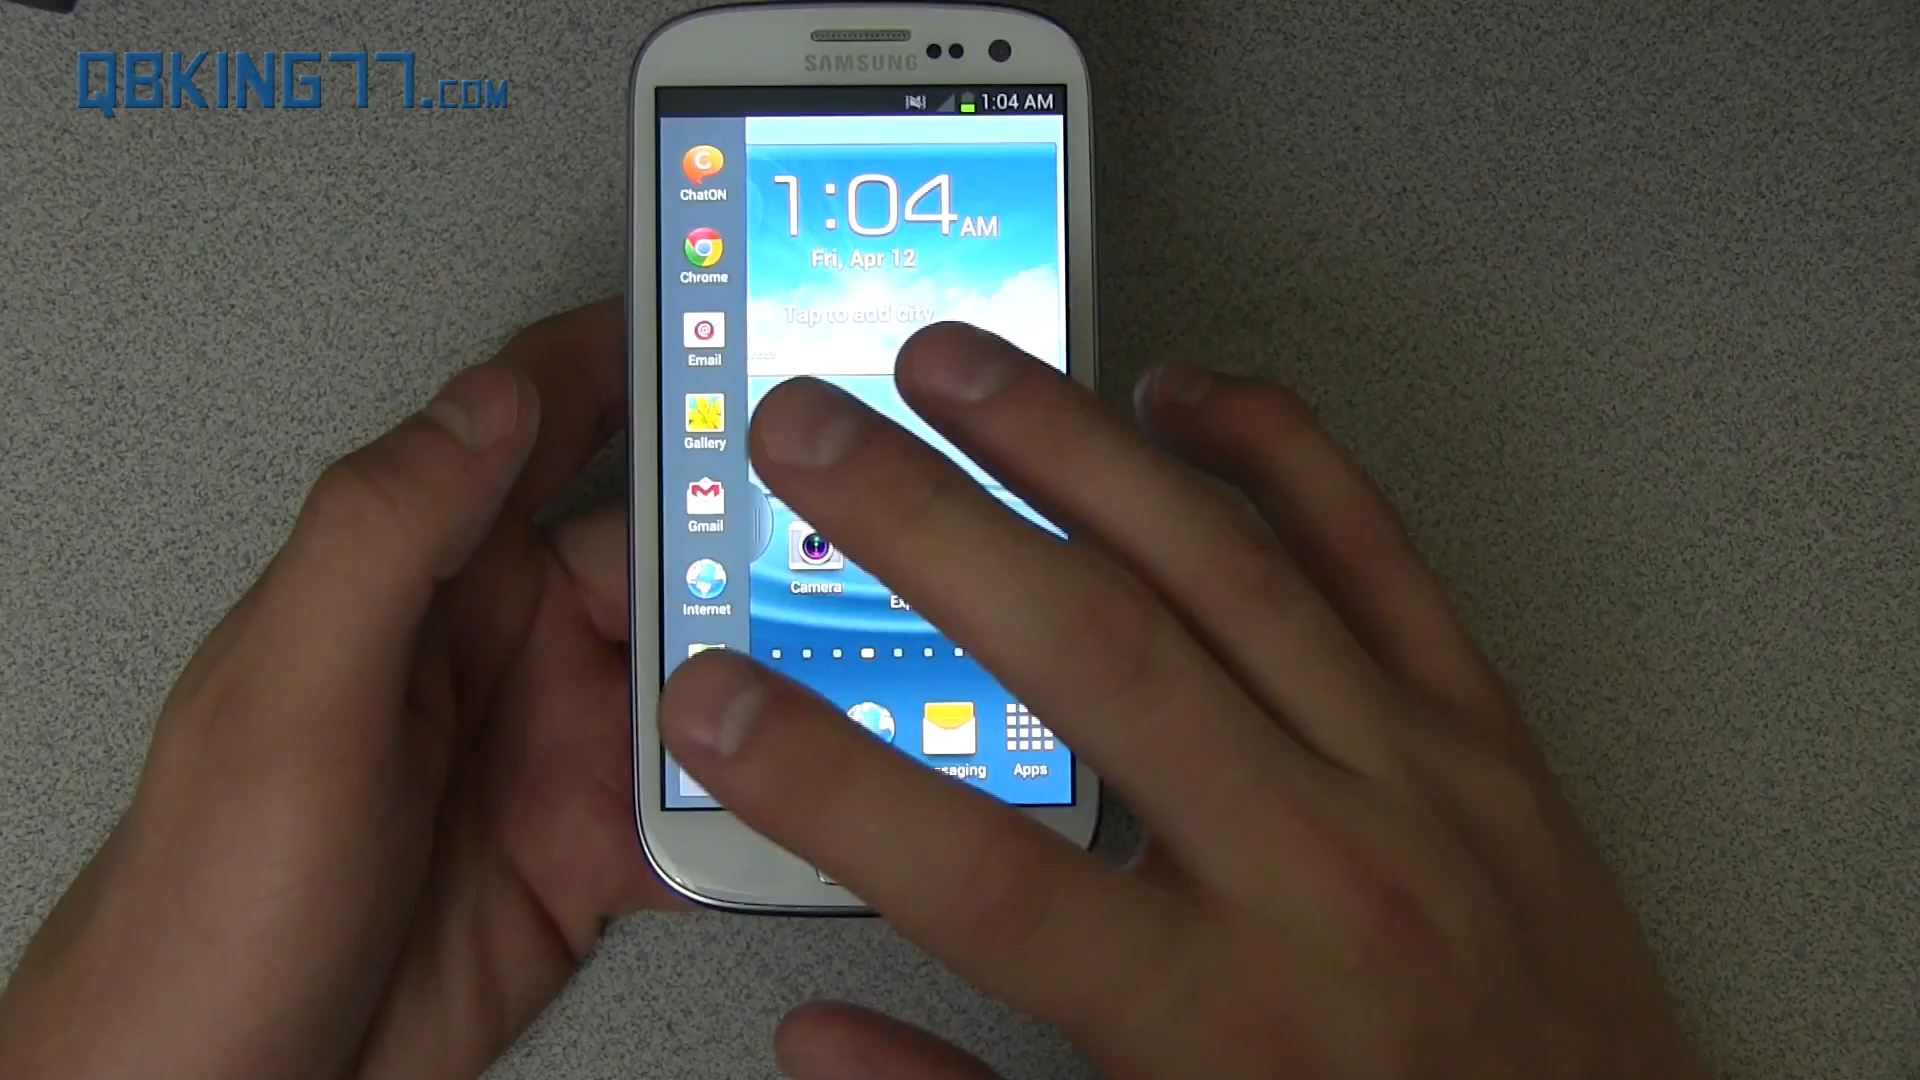 QBKING77.COM
SAMSUNG
1:04 AM
ChatON
Chrome
Email
Gallery
Gmail
Internet
1:04 AM
Fri, Apr 12
Tap to add city
Camera
Apps